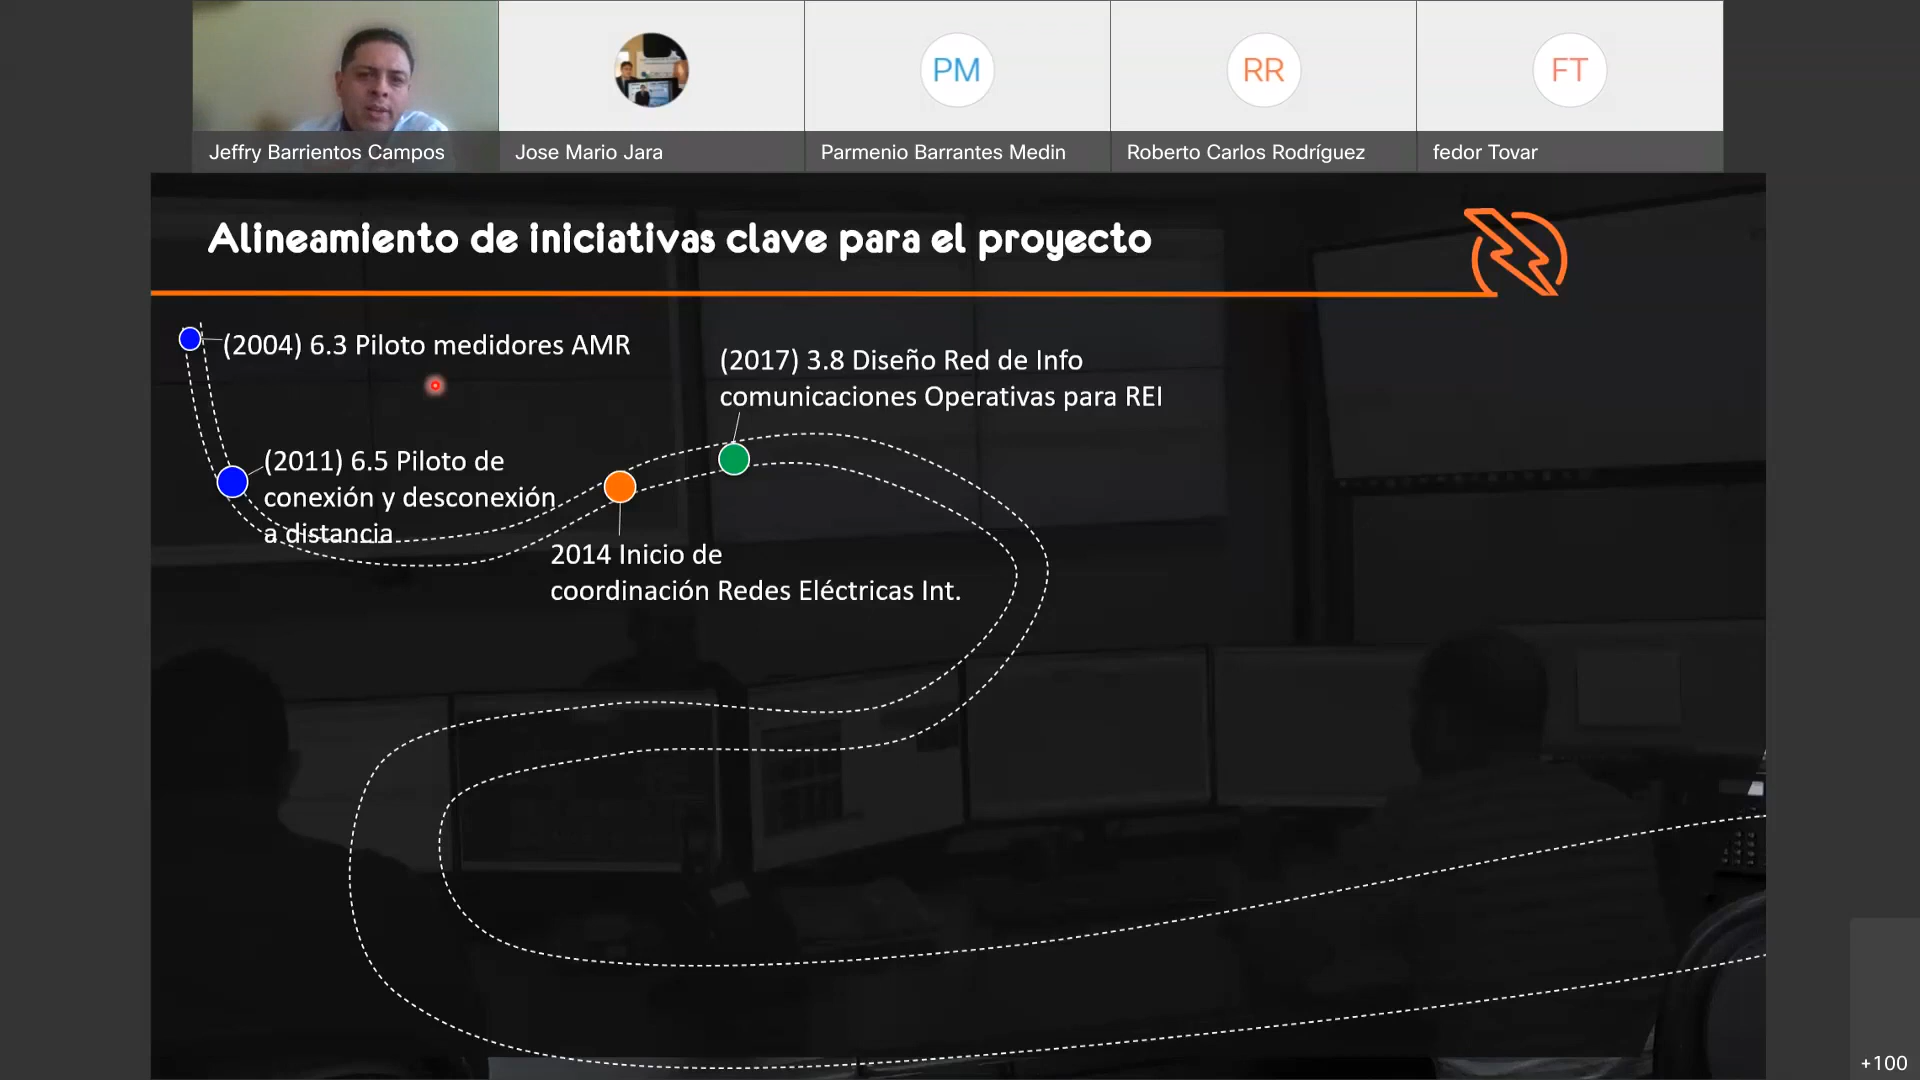 PM
RR
FT
Jeffry Barrientos Campos
Jose Mario Jara
Parmenio Barrantes Medin
Roberto Carlos Rodríguez
fedor Tovar
Alineamiento de iniciativas clave para el proyecto
(2004) 6.3 Piloto medidores AMR
(2017) 3.8 Diseño Red de Info
comunicaciones Operativas para REI
(2011) 6.5 Piloto de
conexión y desconexión
a distancia
2014 Inicio de
coordinación Redes Eléctricas Int.
+100